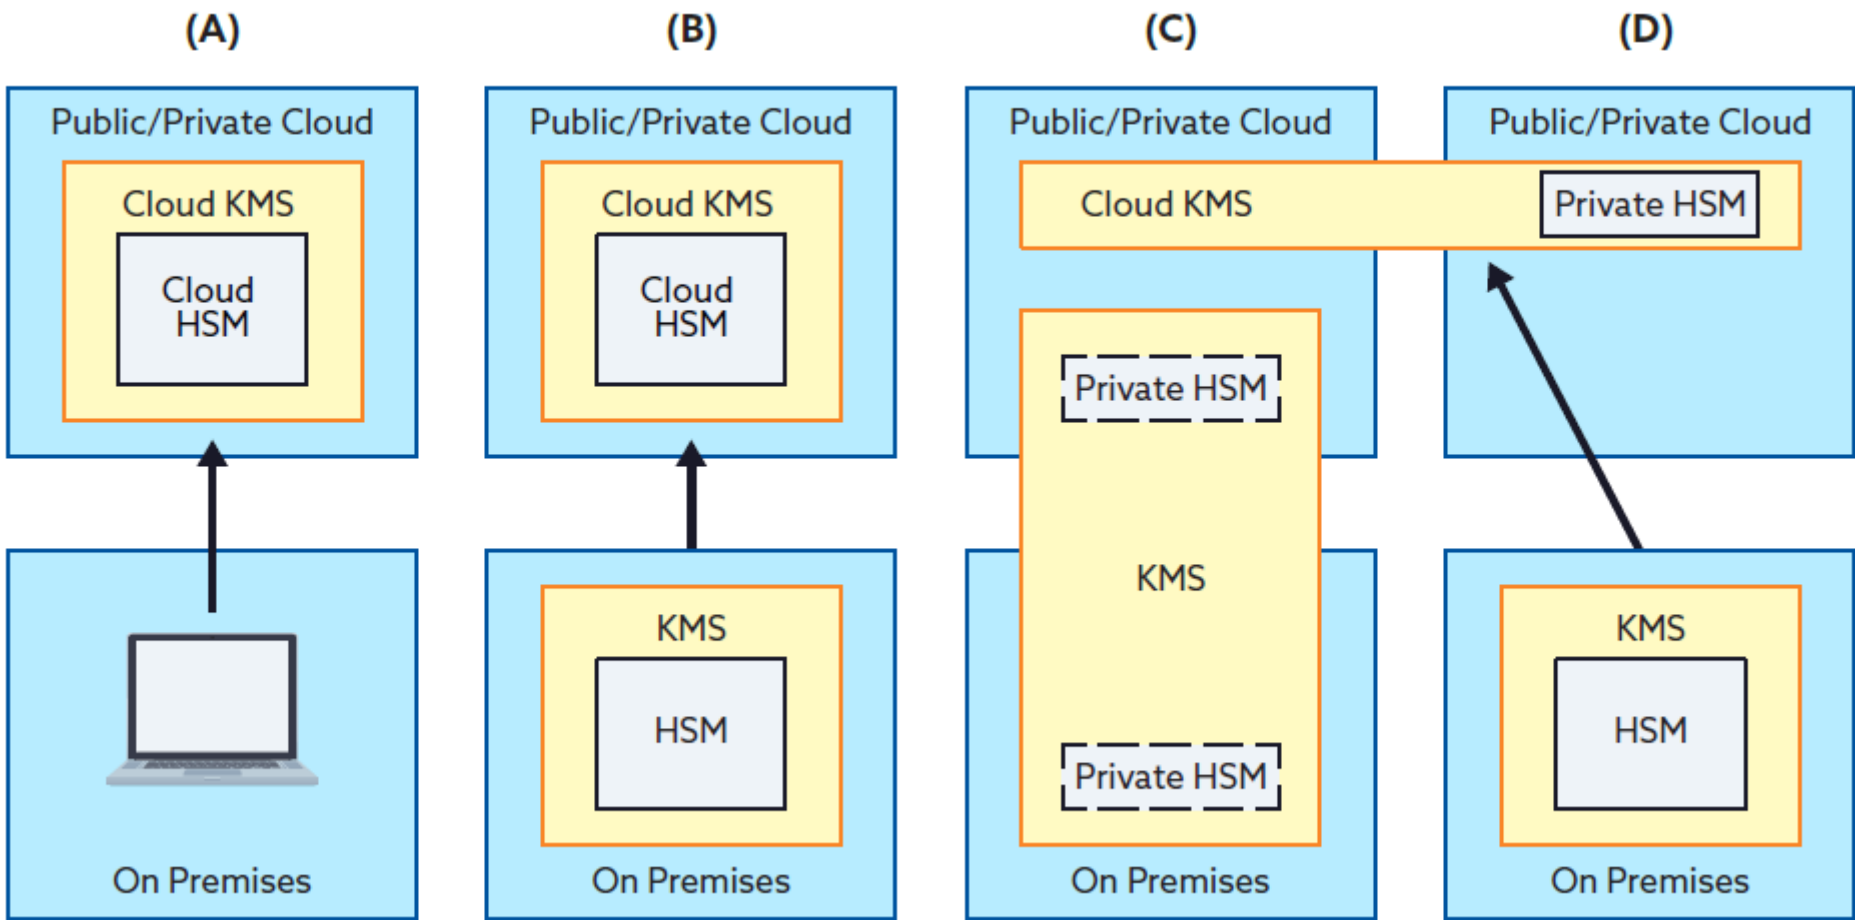 (A)
(B)
(C)
(D)
Public/Private Cloud
Public/Private Cloud
Public/Private Cloud
Public/Private Cloud
Cloud KMS
Cloud
HSM
Cloud KMS
Cloud
HSM
Cloud KMS
Private HSM
Private HSM
KMS
Private HSM
KMS
HSM
KMS
HSM
On Premises
On Premises
On Premises
On Premises